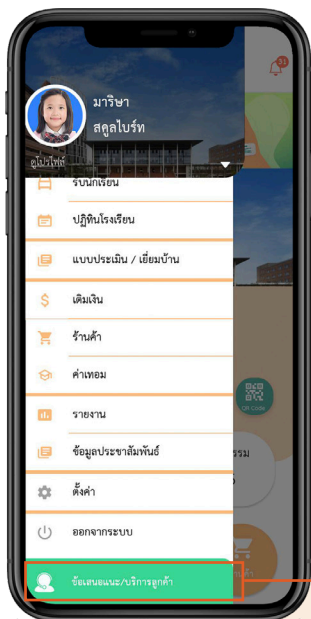 มาริษา
สคูลไบร์ท
ดูโปรไฟล์
รับนักเรียน
ปฏิทินโรงเรียน
แบบประเมิน / เยี่ยมบ้าน
เติมเงิน
ร้านค้า
ค่าเทอม
QR Code
รายงาน
ข้อมูลประชาสัมพันธ์
รรม
ตั้งค่า
ออกจากระบบ
ข้อเสนอแนะ/บริการลูกค้า